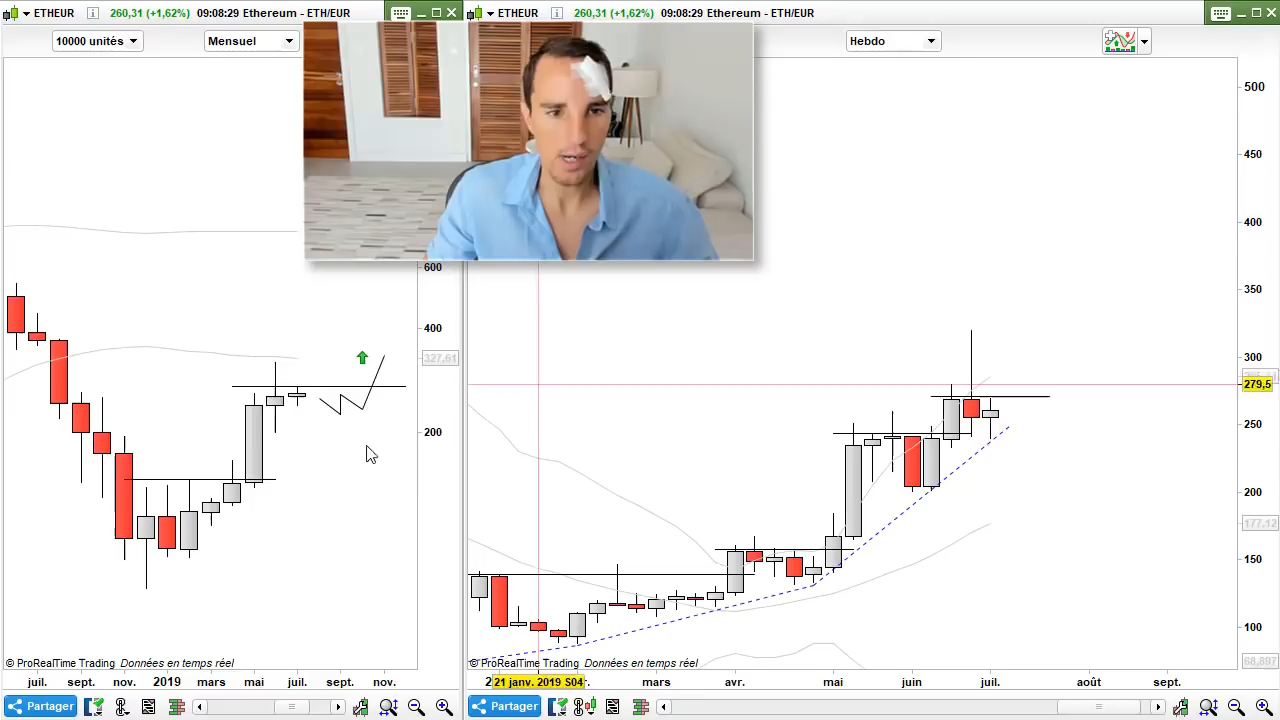 ETHEUR 260,31 (+1,62%) 09:08:29 Ethereum - ETH/EUR
10000 unités Mensuel
600
400
327,61
200
© ProRealTime Trading Données en temps réel
juil. sept. nov. 2019 mars mai juil. sept. nov.
Partager
ETHEUR 260,31 (+1,62%) 09:08:29 Ethereum - ETH/EUR
Hebdo
500
450
400
350
300
279,5
250
200
177,12
150
100
68,897
© ProRealTime Trading Données en temps réel
21 janv. 2019 S04 mars avr. mai juin juil. août sept.
Partager